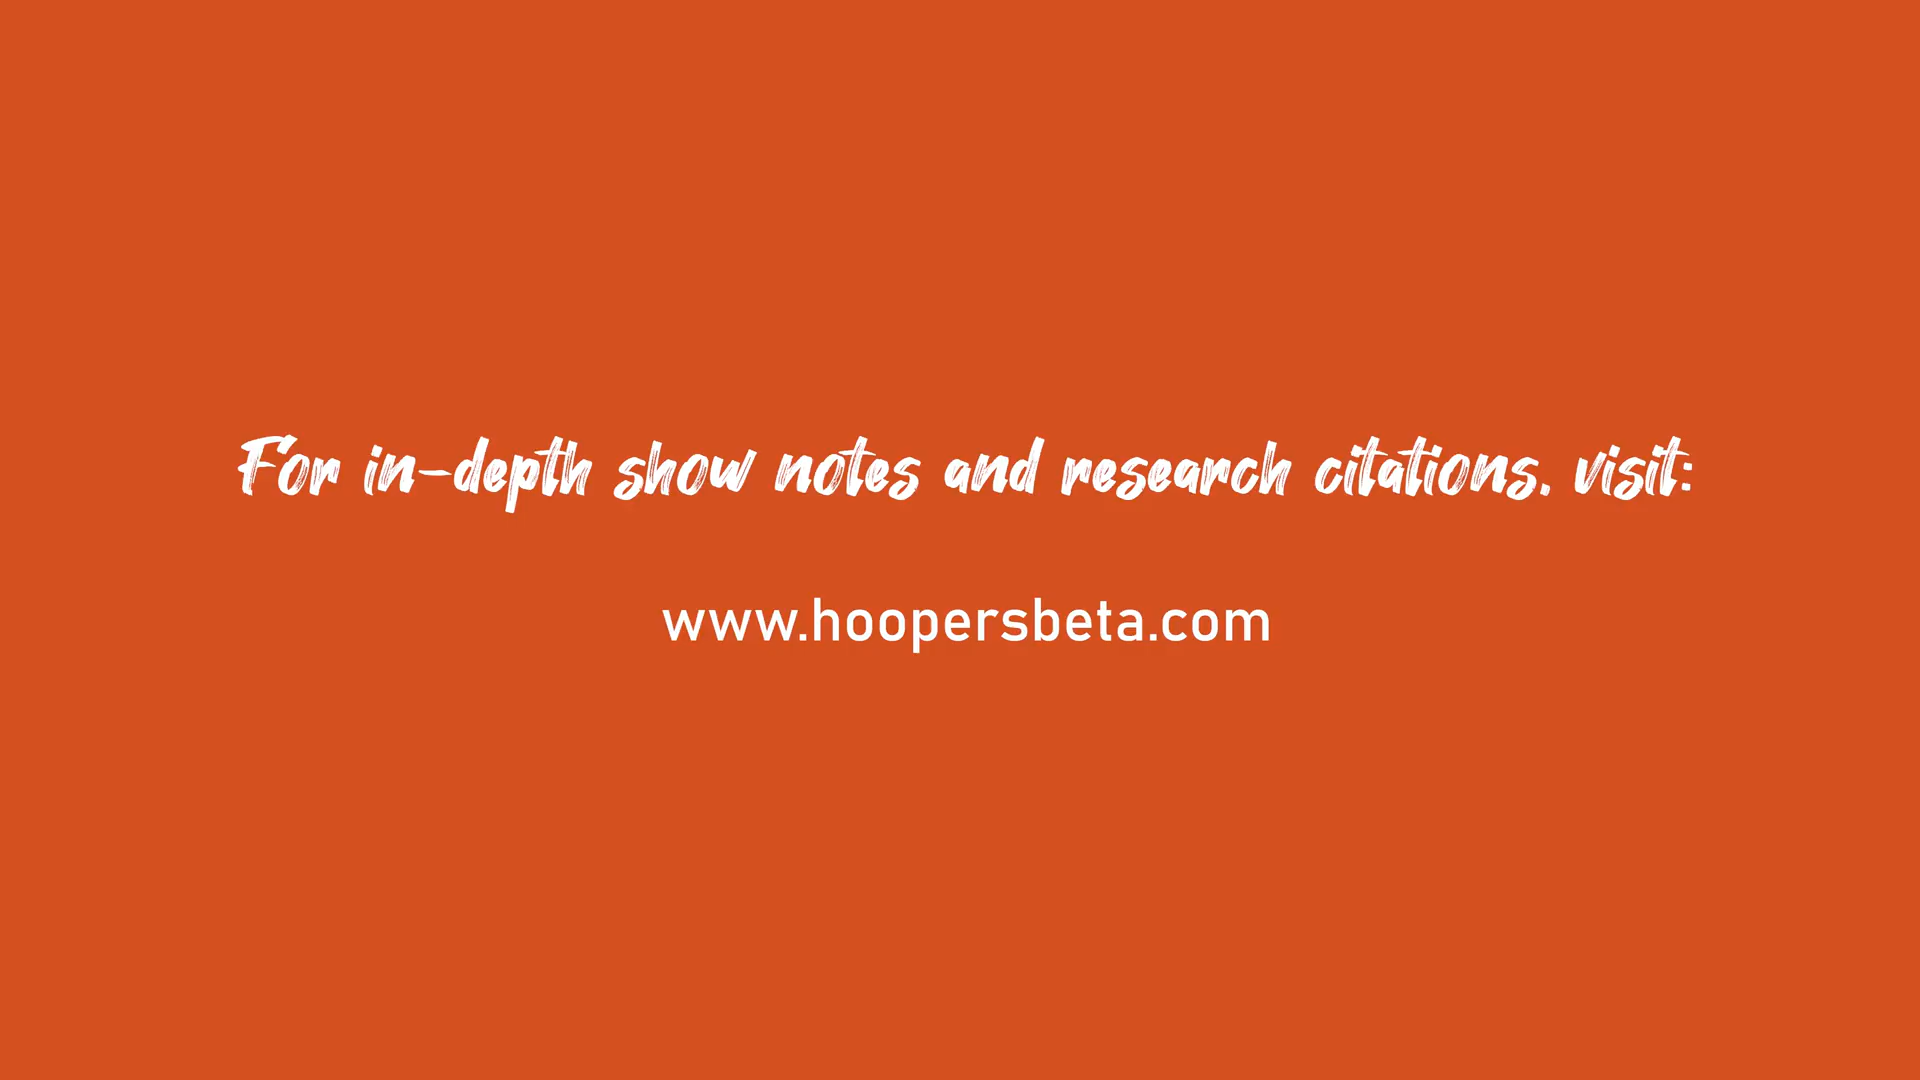 For in-depth show notes and research citations, visit:
www.hoopersbeta.com